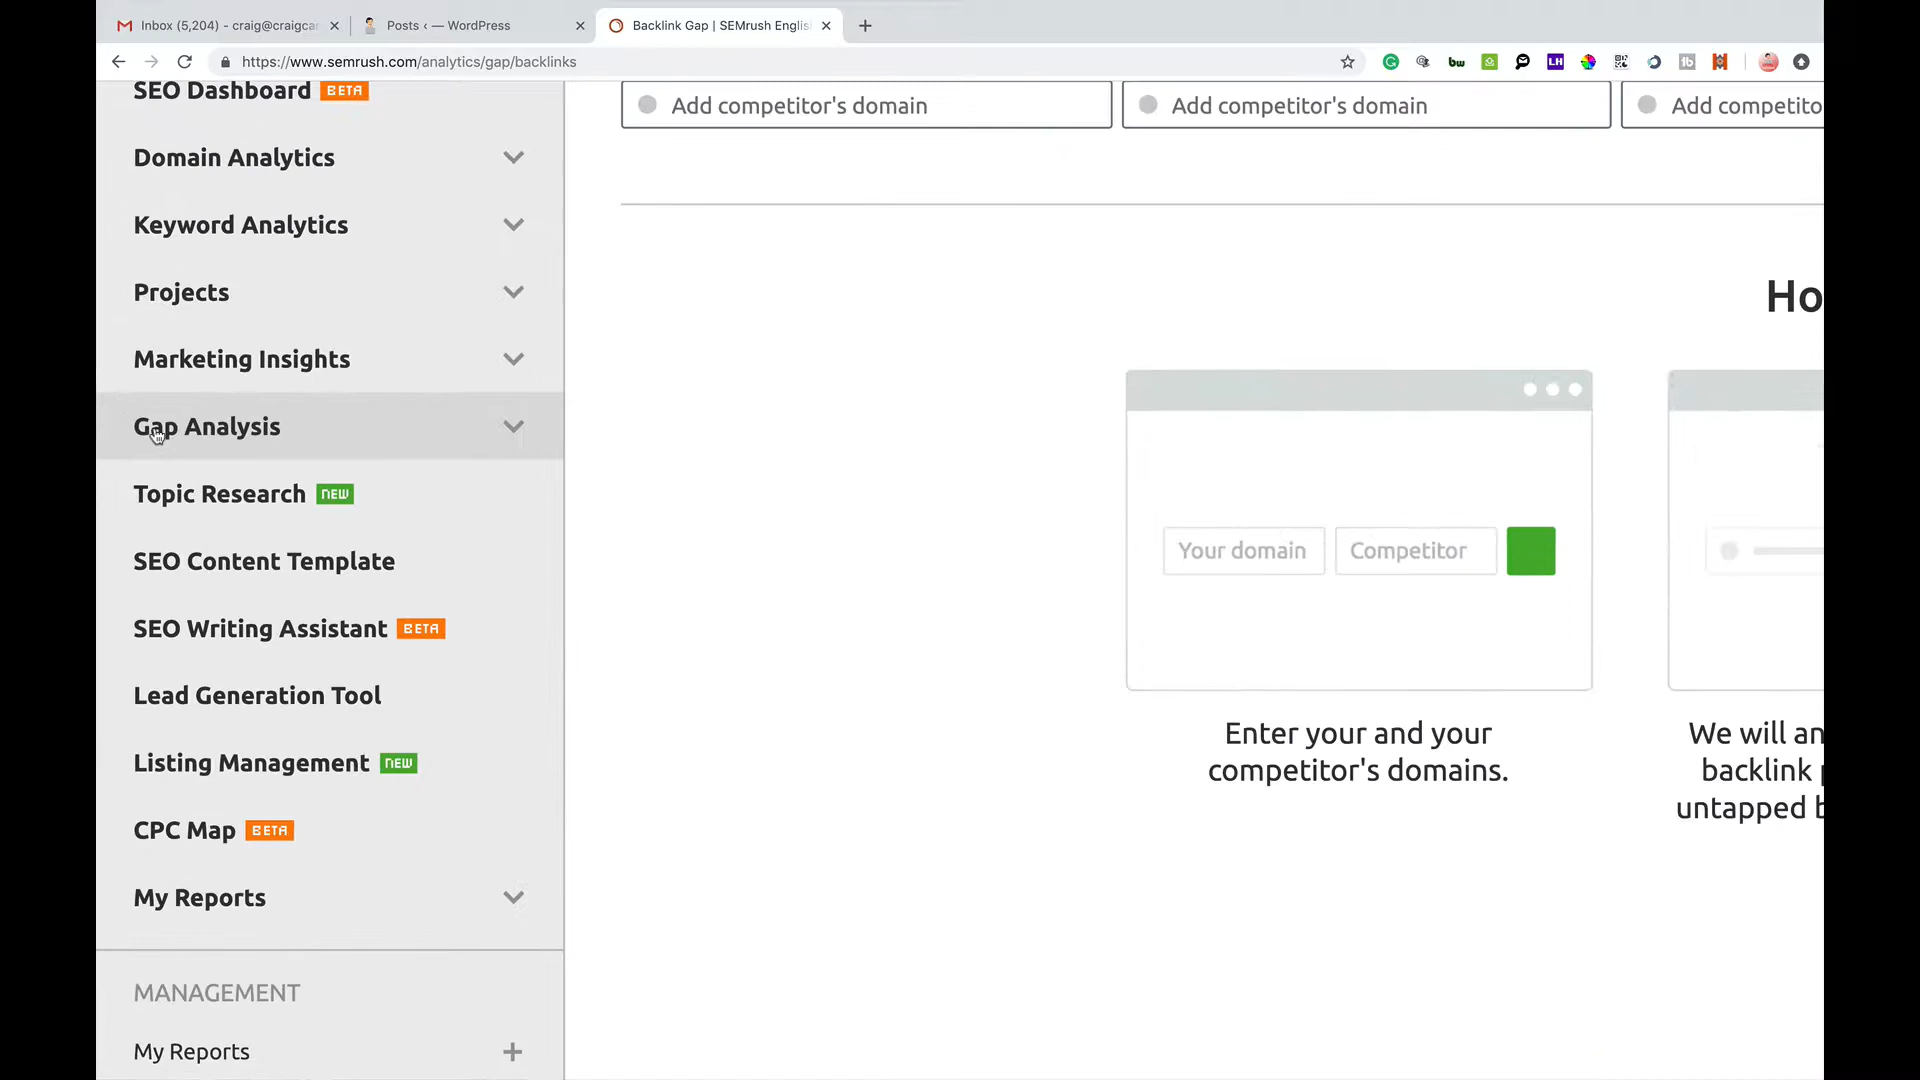 Inbox (5,204) - craig@craigcar
Posts ‹ — WordPress
Backlink Gap | SEMrush Englis
https://www.semrush.com/analytics/gap/backlinks
SEO Dashboard BETA
Domain Analytics
Keyword Analytics
Projects
Marketing Insights
Gap Analysis
Topic Research NEW
SEO Content Template
SEO Writing Assistant BETA
Lead Generation Tool
Listing Management NEW
CPC Map BETA
My Reports
MANAGEMENT
My Reports
Add competitor's domain
Add competitor's domain
Add competito
Ho
Your domain
Competitor
Enter your and your
competitor's domains.
We will an
backlink
untapped b
bw
LH